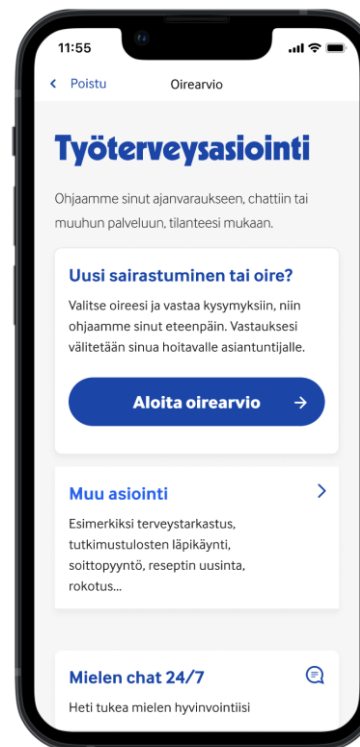 11:55
Poistu
Oirearvio
Työterveysasiointi
Ohjaamme sinut ajanvaraukseen, chattiin tai
muuhun palveluun, tilanteesi mukaan.
Uusi sairastuminen tai oire?
Valitse oireesi ja vastaa kysymyksiin, niin
ohjaamme sinut eteenpäin. Vastauksesi
välitetään sinua hoitavalle asiantuntijalle.
Aloita oirearvio
Muu asiointi
Esimerkiksi terveystarkastus,
tutkimustulosten läpikäynti,
soittopyyntö, reseptin uusinta,
rokotus...
Mielen chat 24/7
Heti tukea mielen hyvinvointiisi